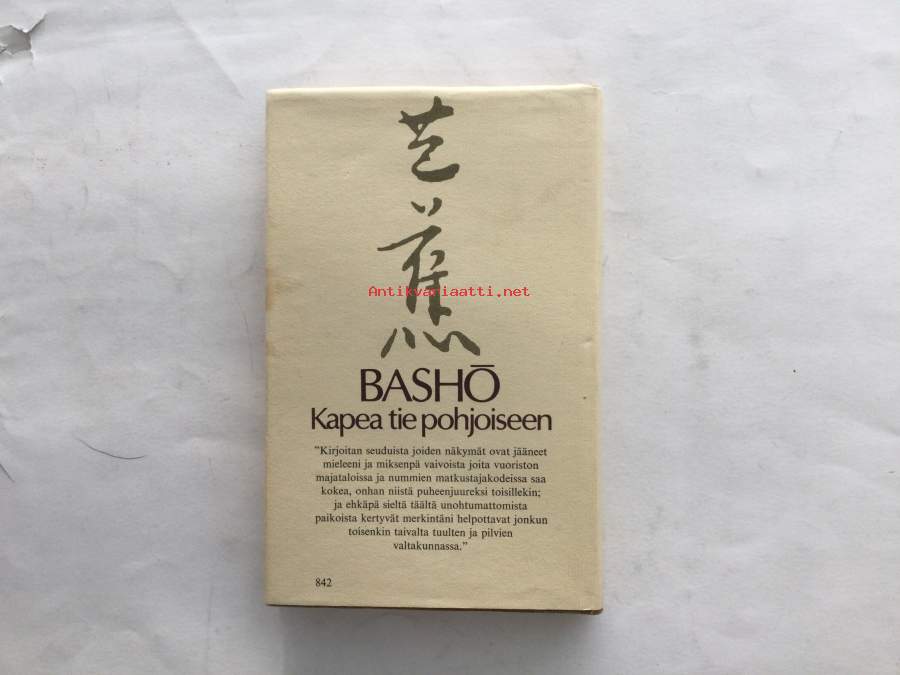 芭
蕉
Antikvariaatti.net
BASHŌ
Kapea tie pohjoiseen
”Kirjoitan seuduista joiden näkymät ovat jääneet
mieleeni ja miksenpä vaivoista joita vuoriston
majataloissa ja nummien matkustajakodeissa saa
kokea, onhan niistä puheenjuureksi toisillekin;
ja ehkäpä sieltä täältä unohtumattomista
paikoista kertyvät merkintäni helpottavat jonkun
toisenkin taivalta tuulten ja pilvien
valtakunnassa.”
842